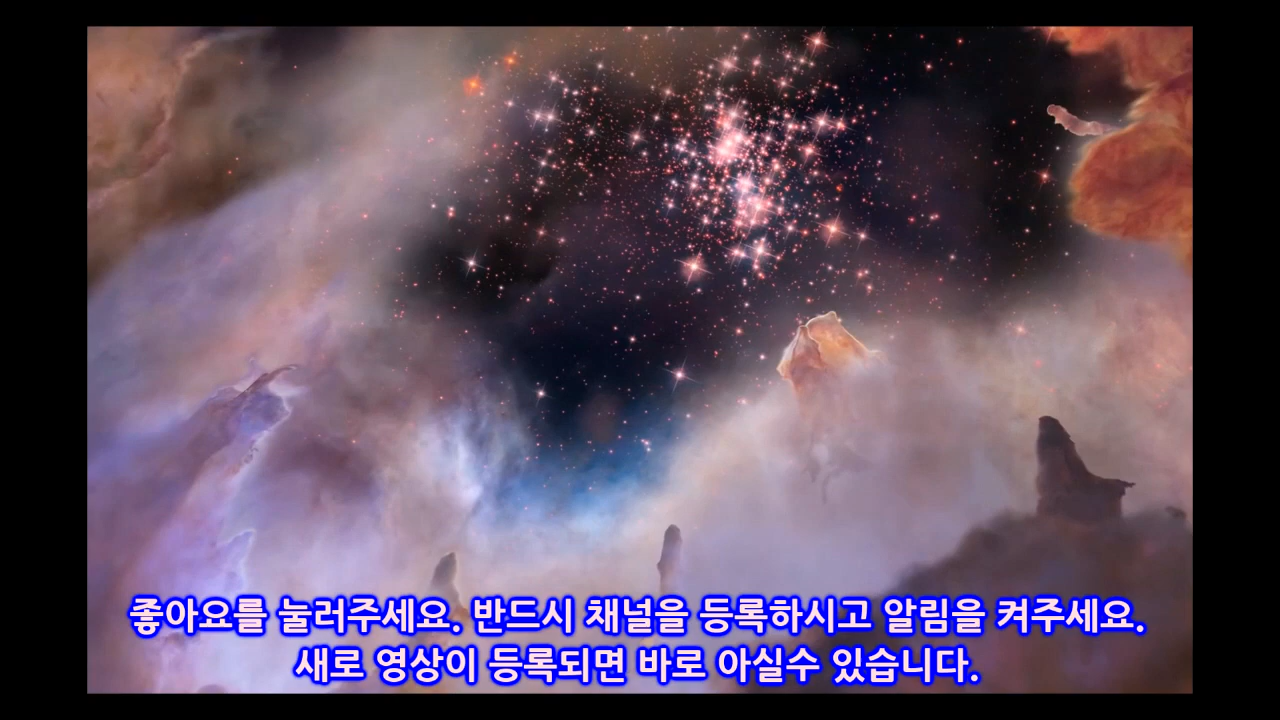 좋아요를 눌러주세요. 반드시 채널을 등록하시고 알림을 켜주세요.
새로 영상이 등록되면 바로 아실수 있습니다.